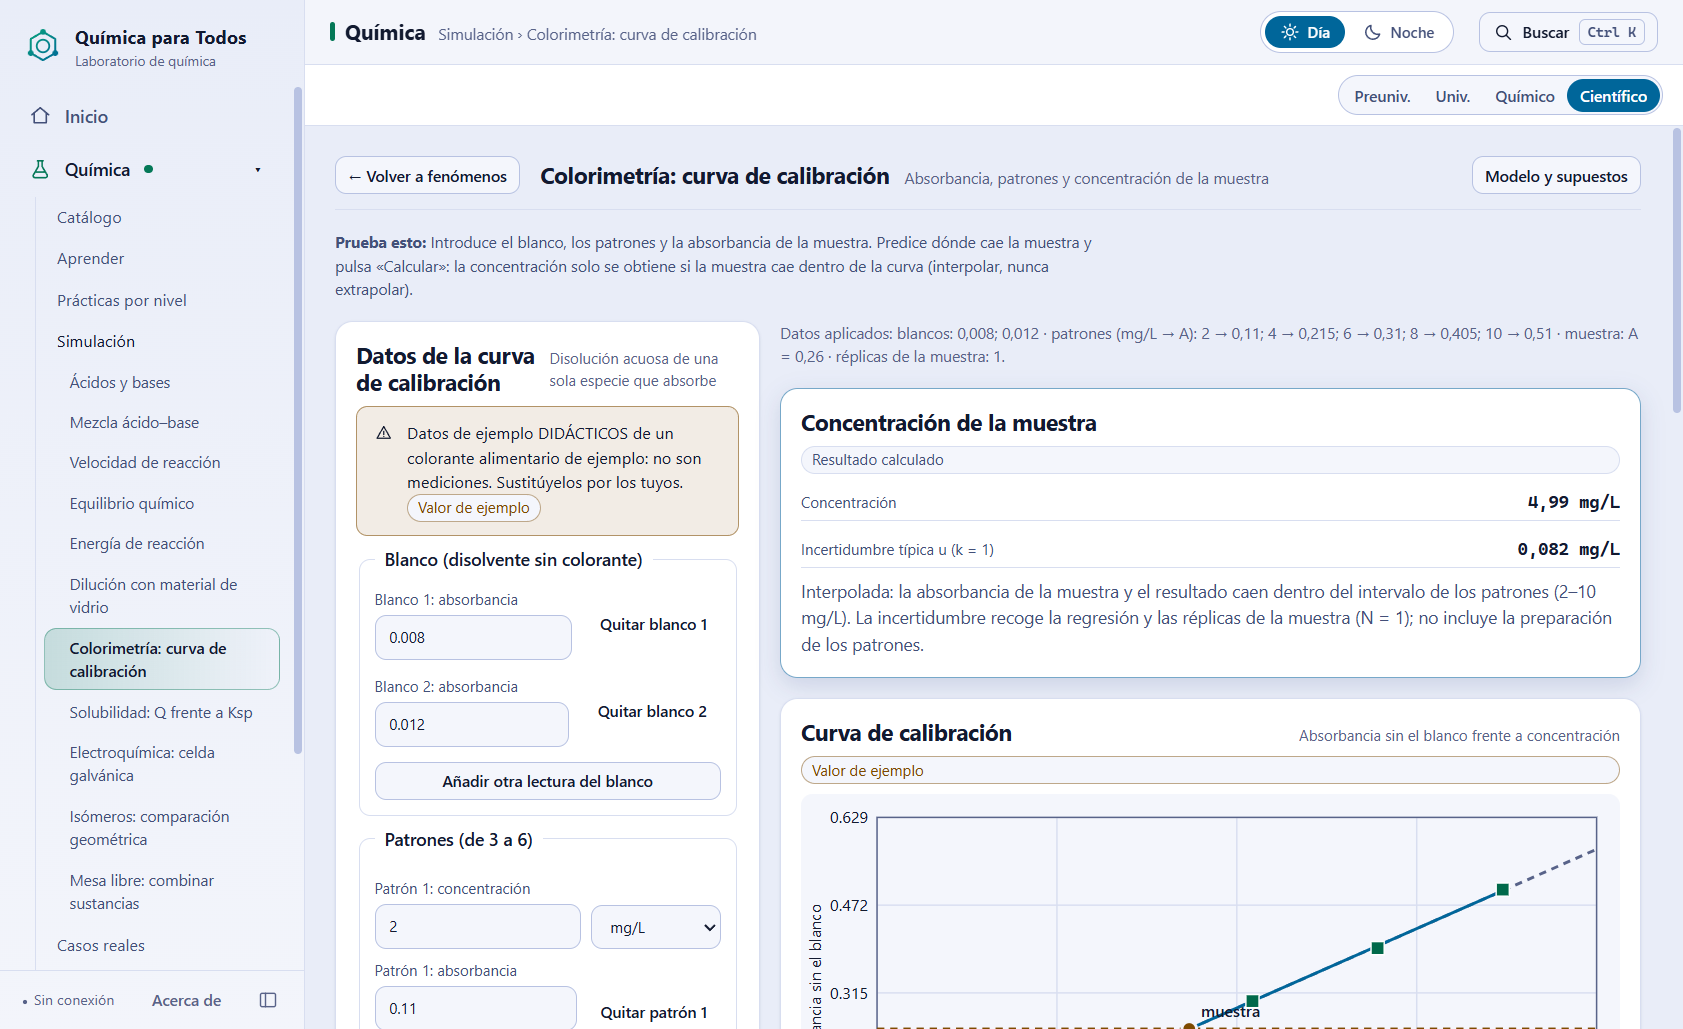 Química para Todos
Laboratorio de química
Inicio
Química
Catálogo
Aprender
Prácticas por nivel
Simulación
Ácidos y bases
Mezcla ácido–base
Velocidad de reacción
Equilibrio químico
Energía de reacción
Dilución con material de
vidrio
Colorimetría: curva de
calibración
Solubilidad: Q frente a Ksp
Electroquímica: celda
galvánica
Isómeros: comparación
geométrica
Mesa libre: combinar
sustancias
Casos reales
Sin conexión
Acerca de
Química
Simulación › Colorimetría: curva de calibración
Día
Noche
Buscar
Ctrl K
Preuniv.
Univ.
Químico
Científico
← Volver a fenómenos
Colorimetría: curva de calibración
Absorbancia, patrones y concentración de la muestra
Modelo y supuestos
Prueba esto: Introduce el blanco, los patrones y la absorbancia de la muestra. Predice dónde cae la muestra y
pulsa «Calcular»: la concentración solo se obtiene si la muestra cae dentro de la curva (interpolar, nunca
extrapolar).
Datos de la curva
de calibración
Disolución acuosa de una
sola especie que absorbe
Datos de ejemplo DIDÁCTICOS de un
colorante alimentario de ejemplo: no son
mediciones. Sustitúyelos por los tuyos.
Valor de ejemplo
Blanco (disolvente sin colorante)
Blanco 1: absorbancia
0.008
Quitar blanco 1
Blanco 2: absorbancia
0.012
Quitar blanco 2
Añadir otra lectura del blanco
Patrones (de 3 a 6)
Patrón 1: concentración
2
mg/L
Patrón 1: absorbancia
0.11
Quitar patrón 1
Datos aplicados: blancos: 0,008; 0,012 · patrones (mg/L → A): 2 → 0,11; 4 → 0,215; 6 → 0,31; 8 → 0,405; 10 → 0,51 · muestra: A
= 0,26 · réplicas de la muestra: 1.
Concentración de la muestra
Resultado calculado
Concentración
4,99 mg/L
Incertidumbre típica u (k = 1)
0,082 mg/L
Interpolada: la absorbancia de la muestra y el resultado caen dentro del intervalo de los patrones (2–10
mg/L). La incertidumbre recoge la regresión y las réplicas de la muestra (N = 1); no incluye la preparación
de los patrones.
Curva de calibración
Absorbancia sin el blanco frente a concentración
Valor de ejemplo
0.629
0.472
0.315
sin el blanco
muestra